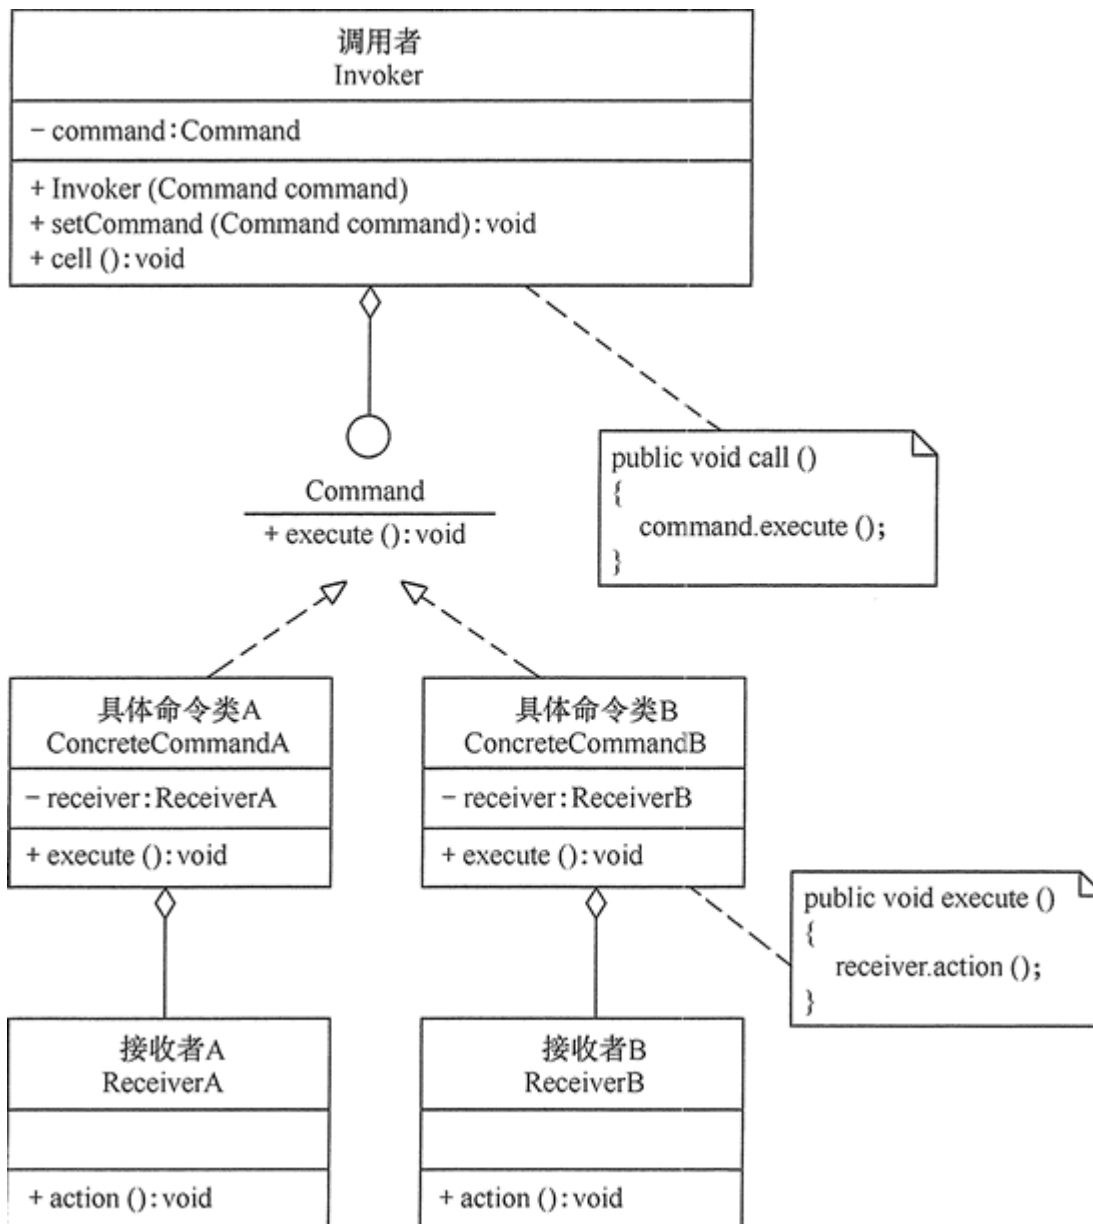 调用者
Invoker
− command:Command
+ Invoker (Command command)
+ setCommand (Command command):void
+ cell ():void
Command
+ execute ():void
public void call ()
{
command.execute ();
}
具体命令类A
ConcreteCommandA
− receiver:ReceiverA
+ execute ():void
具体命令类B
ConcreteCommandB
− receiver:ReceiverB
+ execute ():void
public void execute ()
{
receiver.action ();
}
接收者A
ReceiverA
+ action ():void
接收者B
ReceiverB
+ action ():void